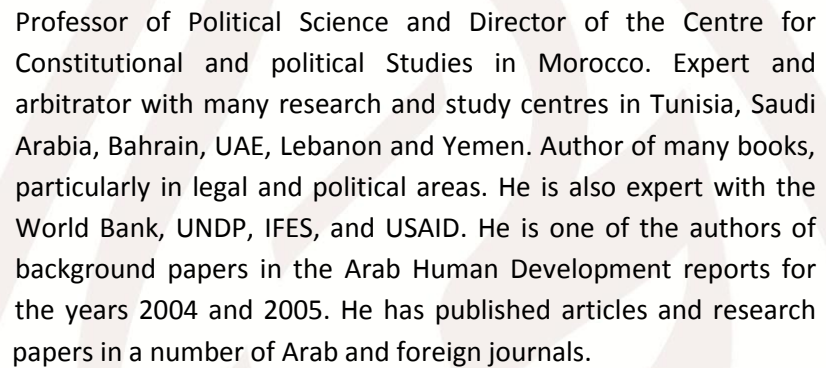 Professor of Political Science and Director of the Centre for
Constitutional and political Studies in Morocco. Expert and
arbitrator with many research and study centres in Tunisia, Saudi
Arabia, Bahrain, UAE, Lebanon and Yemen. Author of many books,
particularly in legal and political areas. He is also expert with the
World Bank, UNDP, IFES, and USAID. He is one of the authors of
background papers in the Arab Human Development reports for
the years 2004 and 2005. He has published articles and research
papers in a number of Arab and foreign journals.